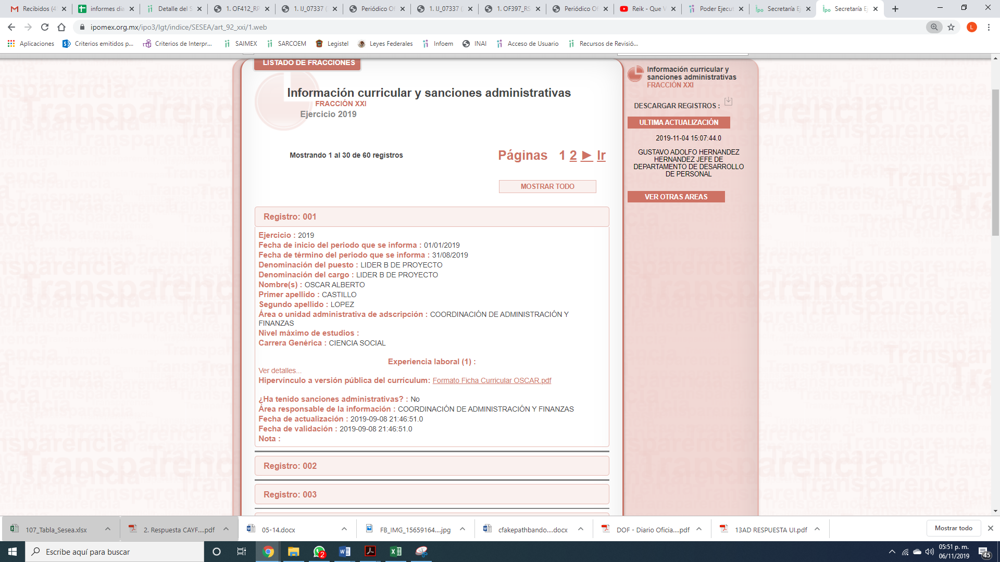 Recibidos (4
informes dia
Detalle del S
1. OF412_RP
1. IJ_07337 (
Periódico Of
1. IJ_07337 (
1. OF397_RS
Periódico Of
Reik - Que V
Poder Ejecut
Secretaría Ej
Secretaría Ej
ipomex.org.mx/ipo3/lgt/indice/SESEA/art_92_xxi/1.web
L
Aplicaciones
Criterios emitidos p...
Criterios de Interpr...
SAIMEX
SARCOEM
Legistel
Leyes Federales
Infoem
INAI
Acceso de Usuario
Recursos de Revisió...
LISTADO DE FRACCIONES
Información curricular y sanciones administrativas
FRACCIÓN XXI
Ejercicio 2019
Mostrando 1 al 30 de 60 registros
Páginas 1 2 ► Ir
MOSTRAR TODO
Registro: 001
Ejercicio : 2019
Fecha de inicio del periodo que se informa : 01/01/2019
Fecha de término del periodo que se informa : 31/08/2019
Denominación del puesto : LIDER B DE PROYECTO
Denominación del cargo : LIDER B DE PROYECTO
Nombre(s) : OSCAR ALBERTO
Primer apellido : CASTILLO
Segundo apellido : LOPEZ
Área o unidad administrativa de adscripción : COORDINACIÓN DE ADMINISTRACIÓN Y
FINANZAS
Nivel máximo de estudios :
Carrera Genérica : CIENCIA SOCIAL
Experiencia laboral (1) :
Ver detalles...
Hipervínculo a versión pública del curriculum: Formato Ficha Curricular OSCAR.pdf
¿Ha tenido sanciones administrativas? : No
Área responsable de la información : COORDINACIÓN DE ADMINISTRACIÓN Y FINANZAS
Fecha de actualización : 2019-09-08 21:46:51.0
Fecha de validación : 2019-09-08 21:46:51.0
Nota :
Registro: 002
Registro: 003
Información curricular y
sanciones administrativas
FRACCIÓN XXI
DESCARGAR REGISTROS :
ULTIMA ACTUALIZACIÓN
2019-11-04 15:07:44.0
GUSTAVO ADOLFO HERNANDEZ
HERNANDEZ JEFE DE
DEPARTAMENTO DE DESARROLLO
DE PERSONAL
VER OTRAS AREAS
107_Tabla_Sesea.xlsx
2. Respuesta CAYF....pdf
05-14.docx
FB_IMG_15659164....jpg
cfakepathbando....docx
DOF - Diario Oficia....pdf
13AD RESPUESTA UI.pdf
Mostrar todo
Escribe aquí para buscar
2
05:51 p. m.
06/11/2019
45